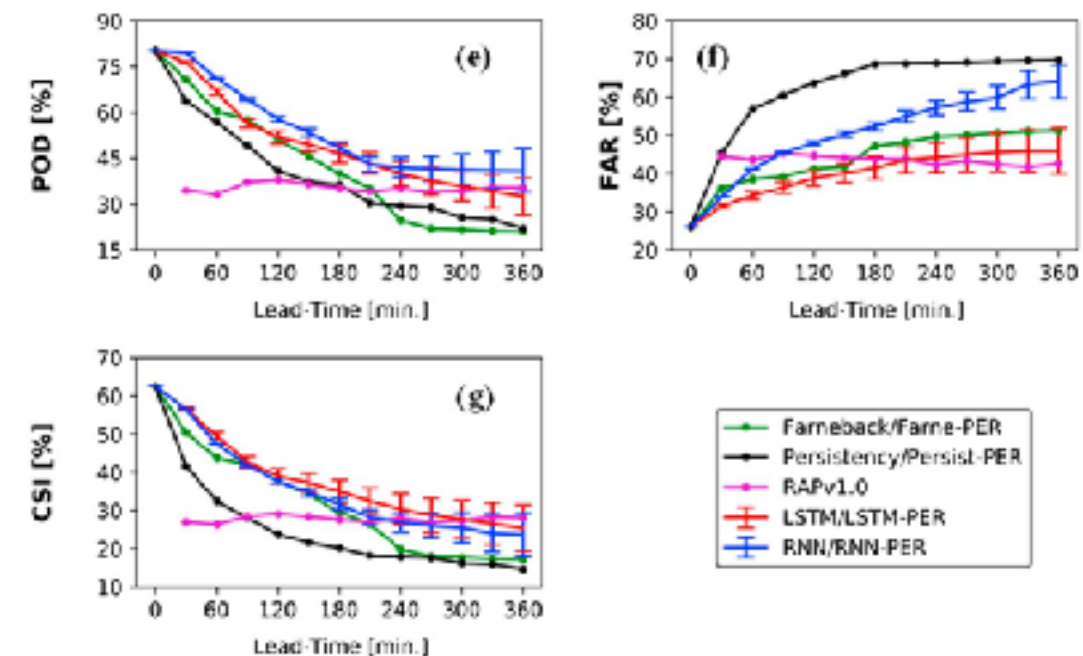 90
75
60
45
30
15
POD [%]
(e)
0 60 120 180 240 300 360
Lead-Time [min.]
80
70
60
50
40
30
20
FAR [%]
(f)
0 60 120 180 240 300 360
Lead-Time [min.]
70
60
50
40
30
20
10
CSI [%]
(g)
0 60 120 180 240 300 360
Lead-Time [min.]
Farneback/Farne-PER
Persistency/Persist-PER
RAPv1.0
LSTM/LSTM-PER
RNN/RNN-PER